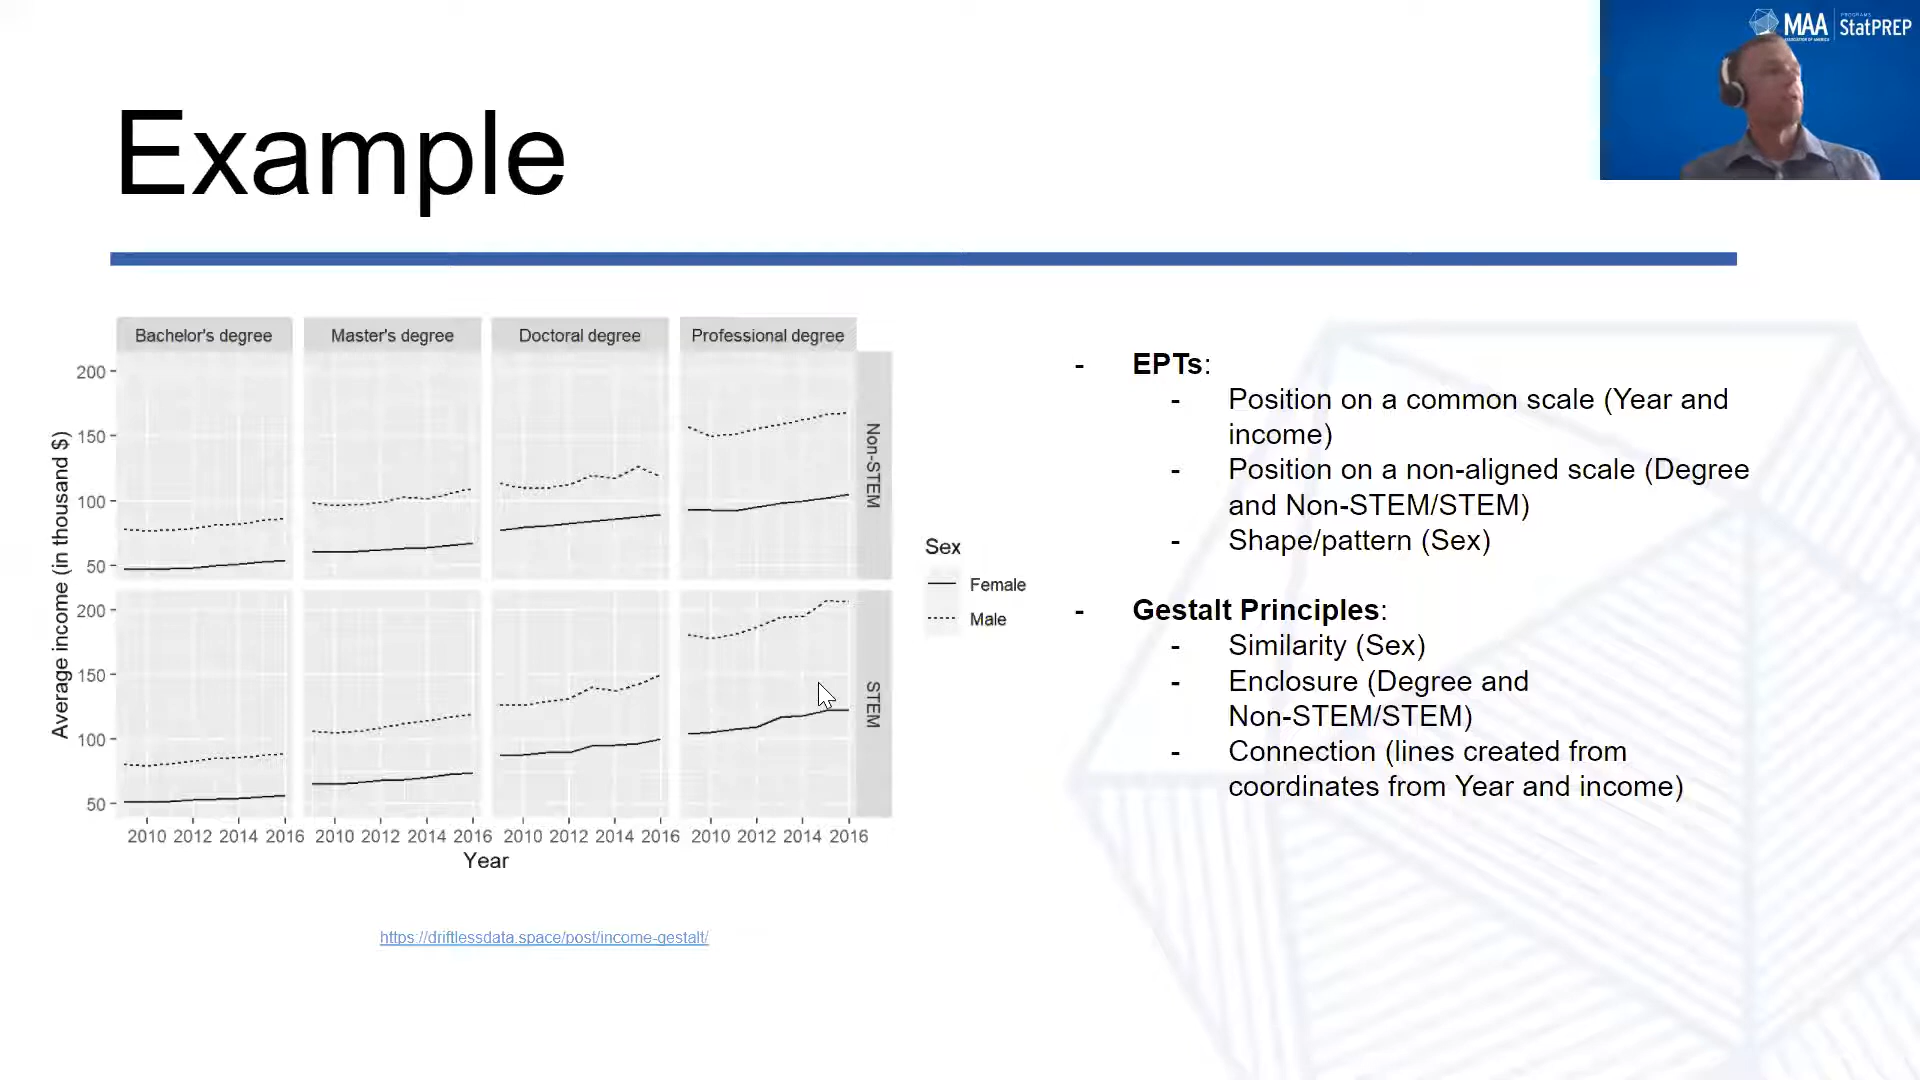 MAA
PROGRAMS
StatPREP
Example
Bachelor's degree
Master's degree
Doctoral degree
Professional degree
Average income (in thousand $)
200
150
100
50
Non-STEM
200
150
100
50
STEM
2010 2012 2014 2016
2010 2012 2014 2016
2010 2012 2014 2016
2010 2012 2014 2016
Year
Sex
Female
Male
https://driftlessdata.space/post/income-gestalt/
- EPTs:
- Position on a common scale (Year and
income)
- Position on a non-aligned scale (Degree
and Non-STEM/STEM)
- Shape/pattern (Sex)
- Gestalt Principles:
- Similarity (Sex)
- Enclosure (Degree and
Non-STEM/STEM)
- Connection (lines created from
coordinates from Year and income)